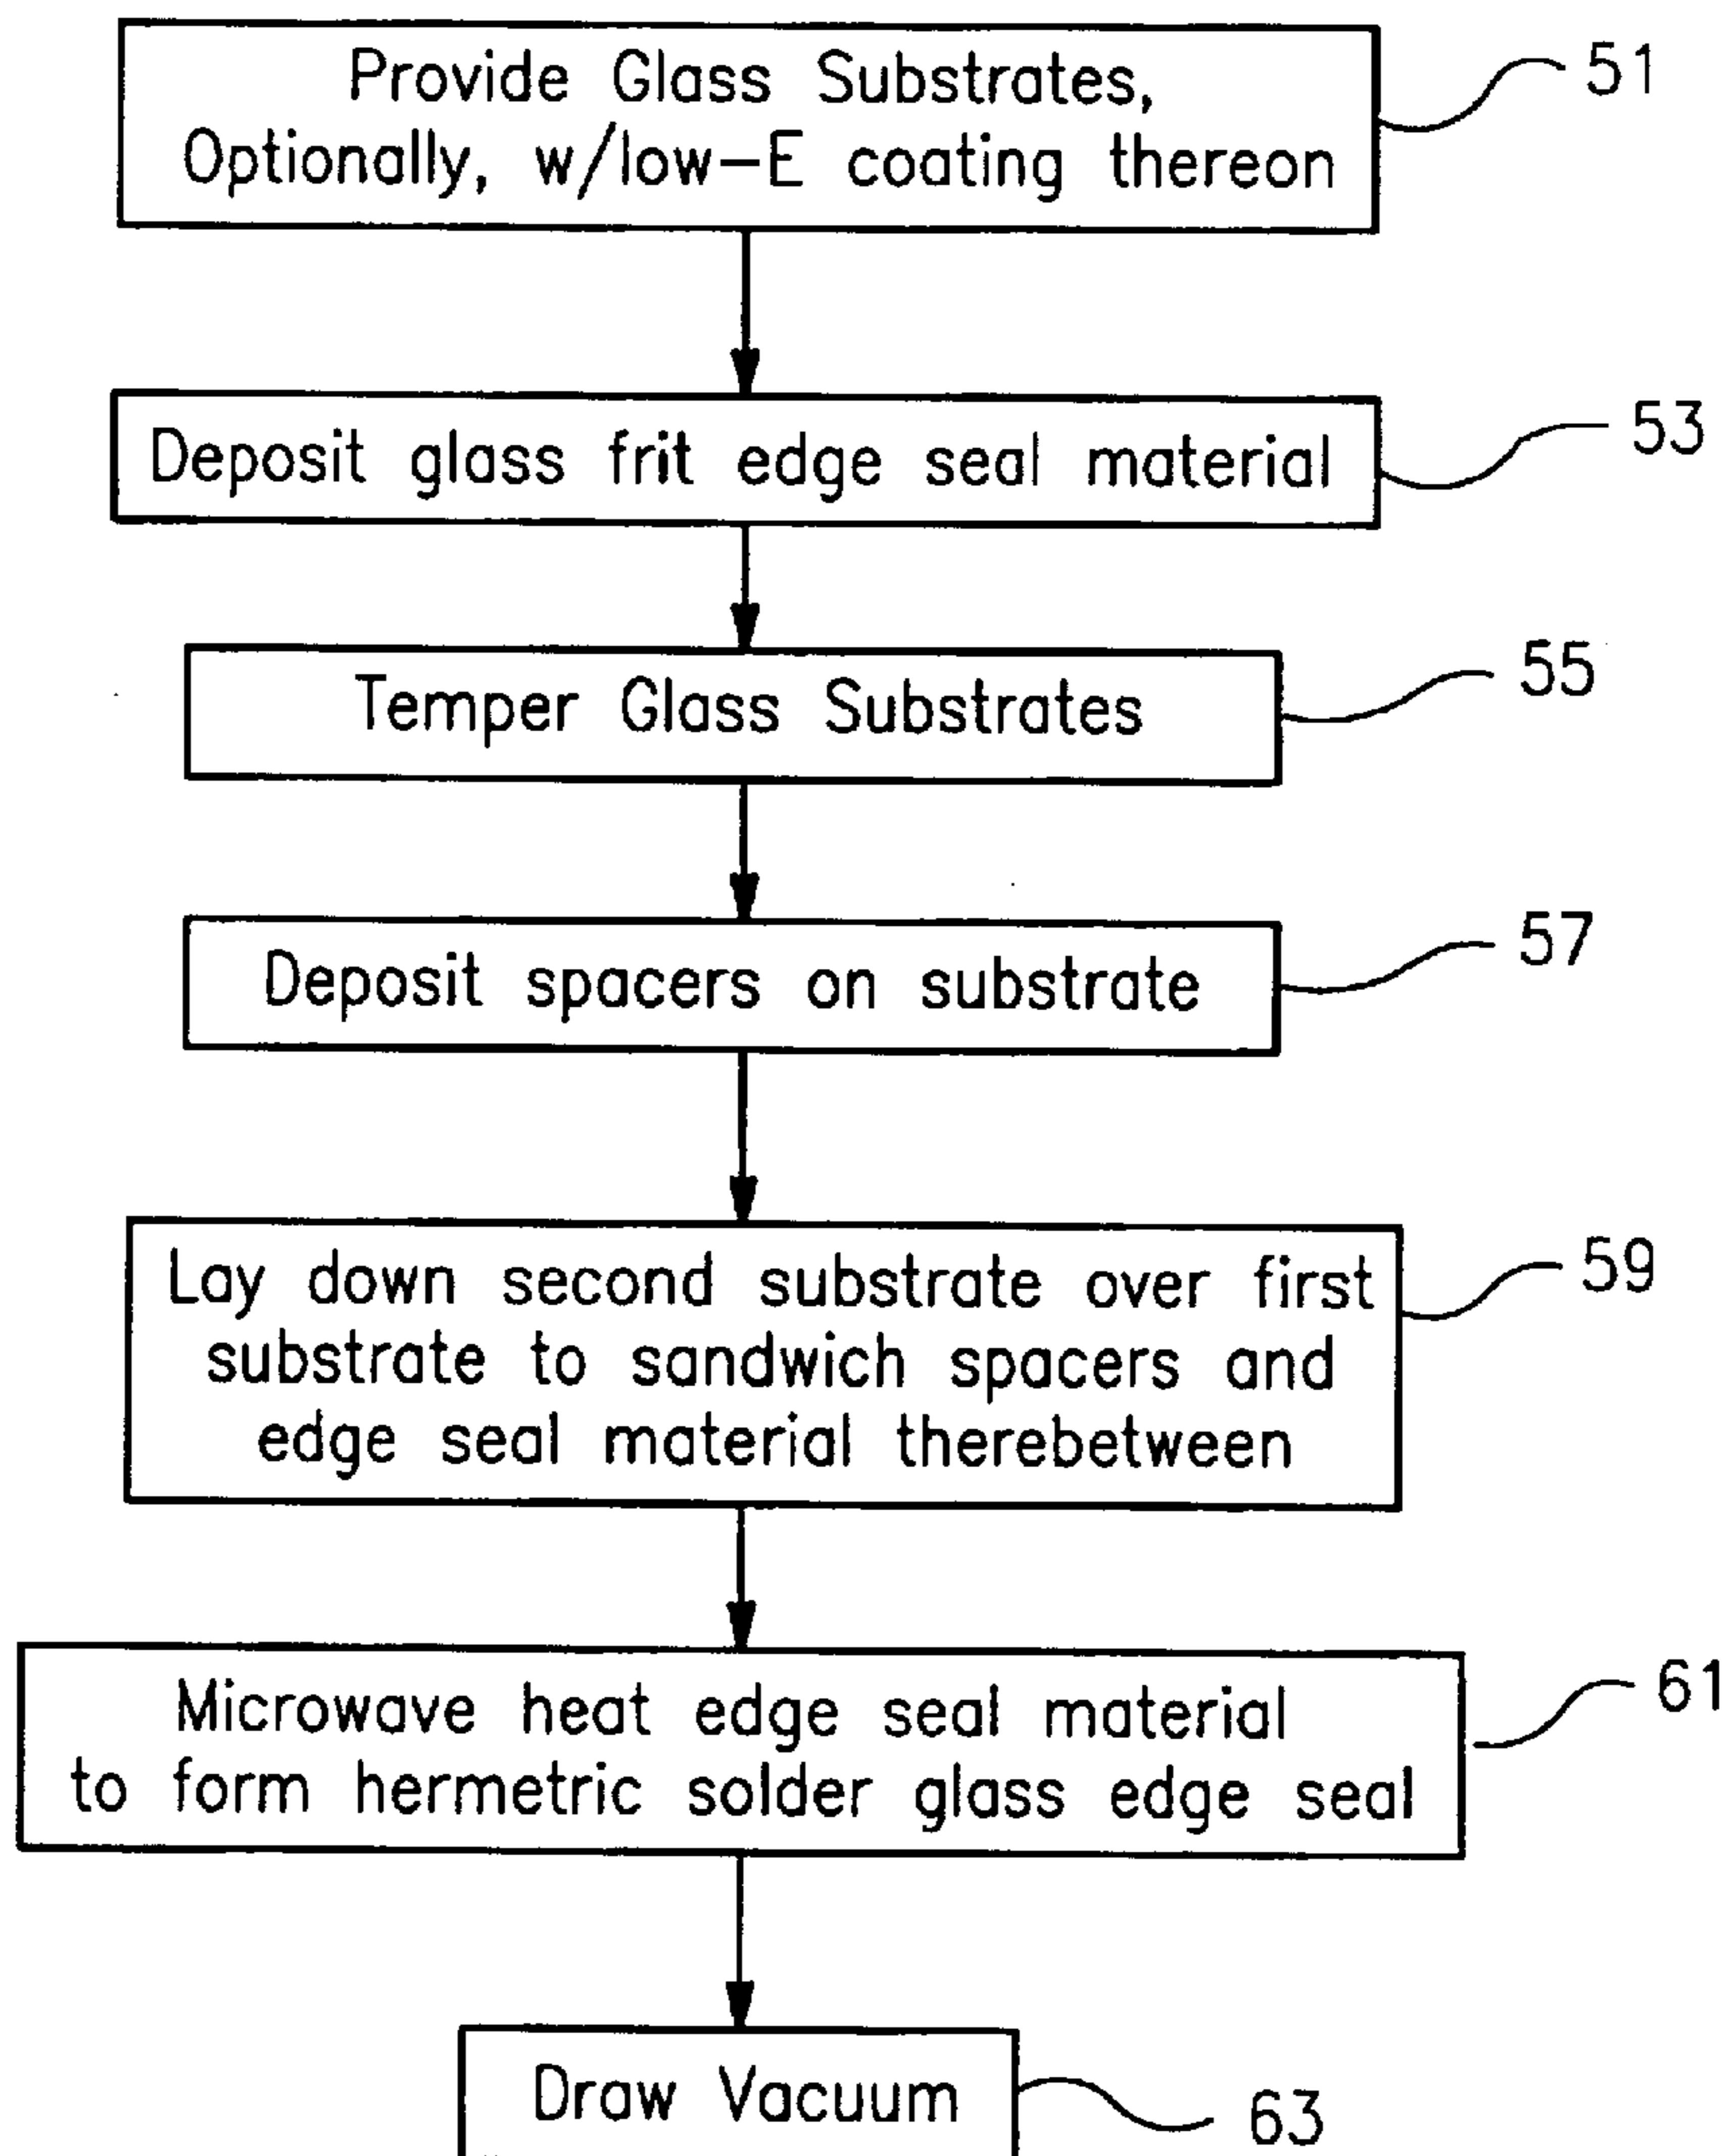 Provide Glass Substrates,
Optionally, w/low-E coating thereon
51
Deposit glass frit edge seal material
53
Temper Glass Substrates
55
Deposit spacers on substrate
57
Lay down second substrate over first
substrate to sandwich spacers and
edge seal material therebetween
59
Microwave heat edge seal material
to form hermetric solder glass edge seal
61
Draw Vacuum
63